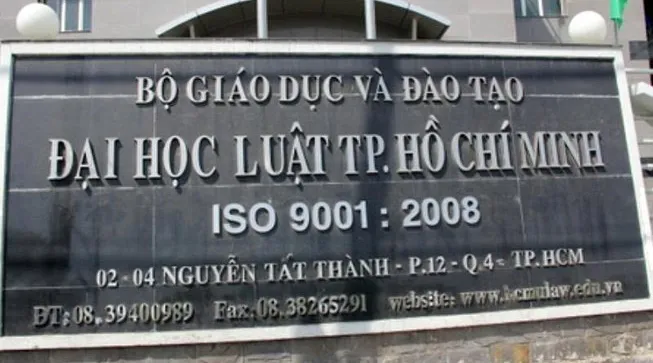 BỘ GIÁO DỤC VÀ ĐÀO TẠO
ĐẠI HỌC LUẬT TP. HỒ CHÍ MINH
ISO 9001 : 2008
02 - 04 NGUYỄN TẤT THÀNH - P.12 - Q.4 - TP.HCM
ĐT: 08.39400989 Fax.08.38265291 website: www.hcmulaw.edu.vn